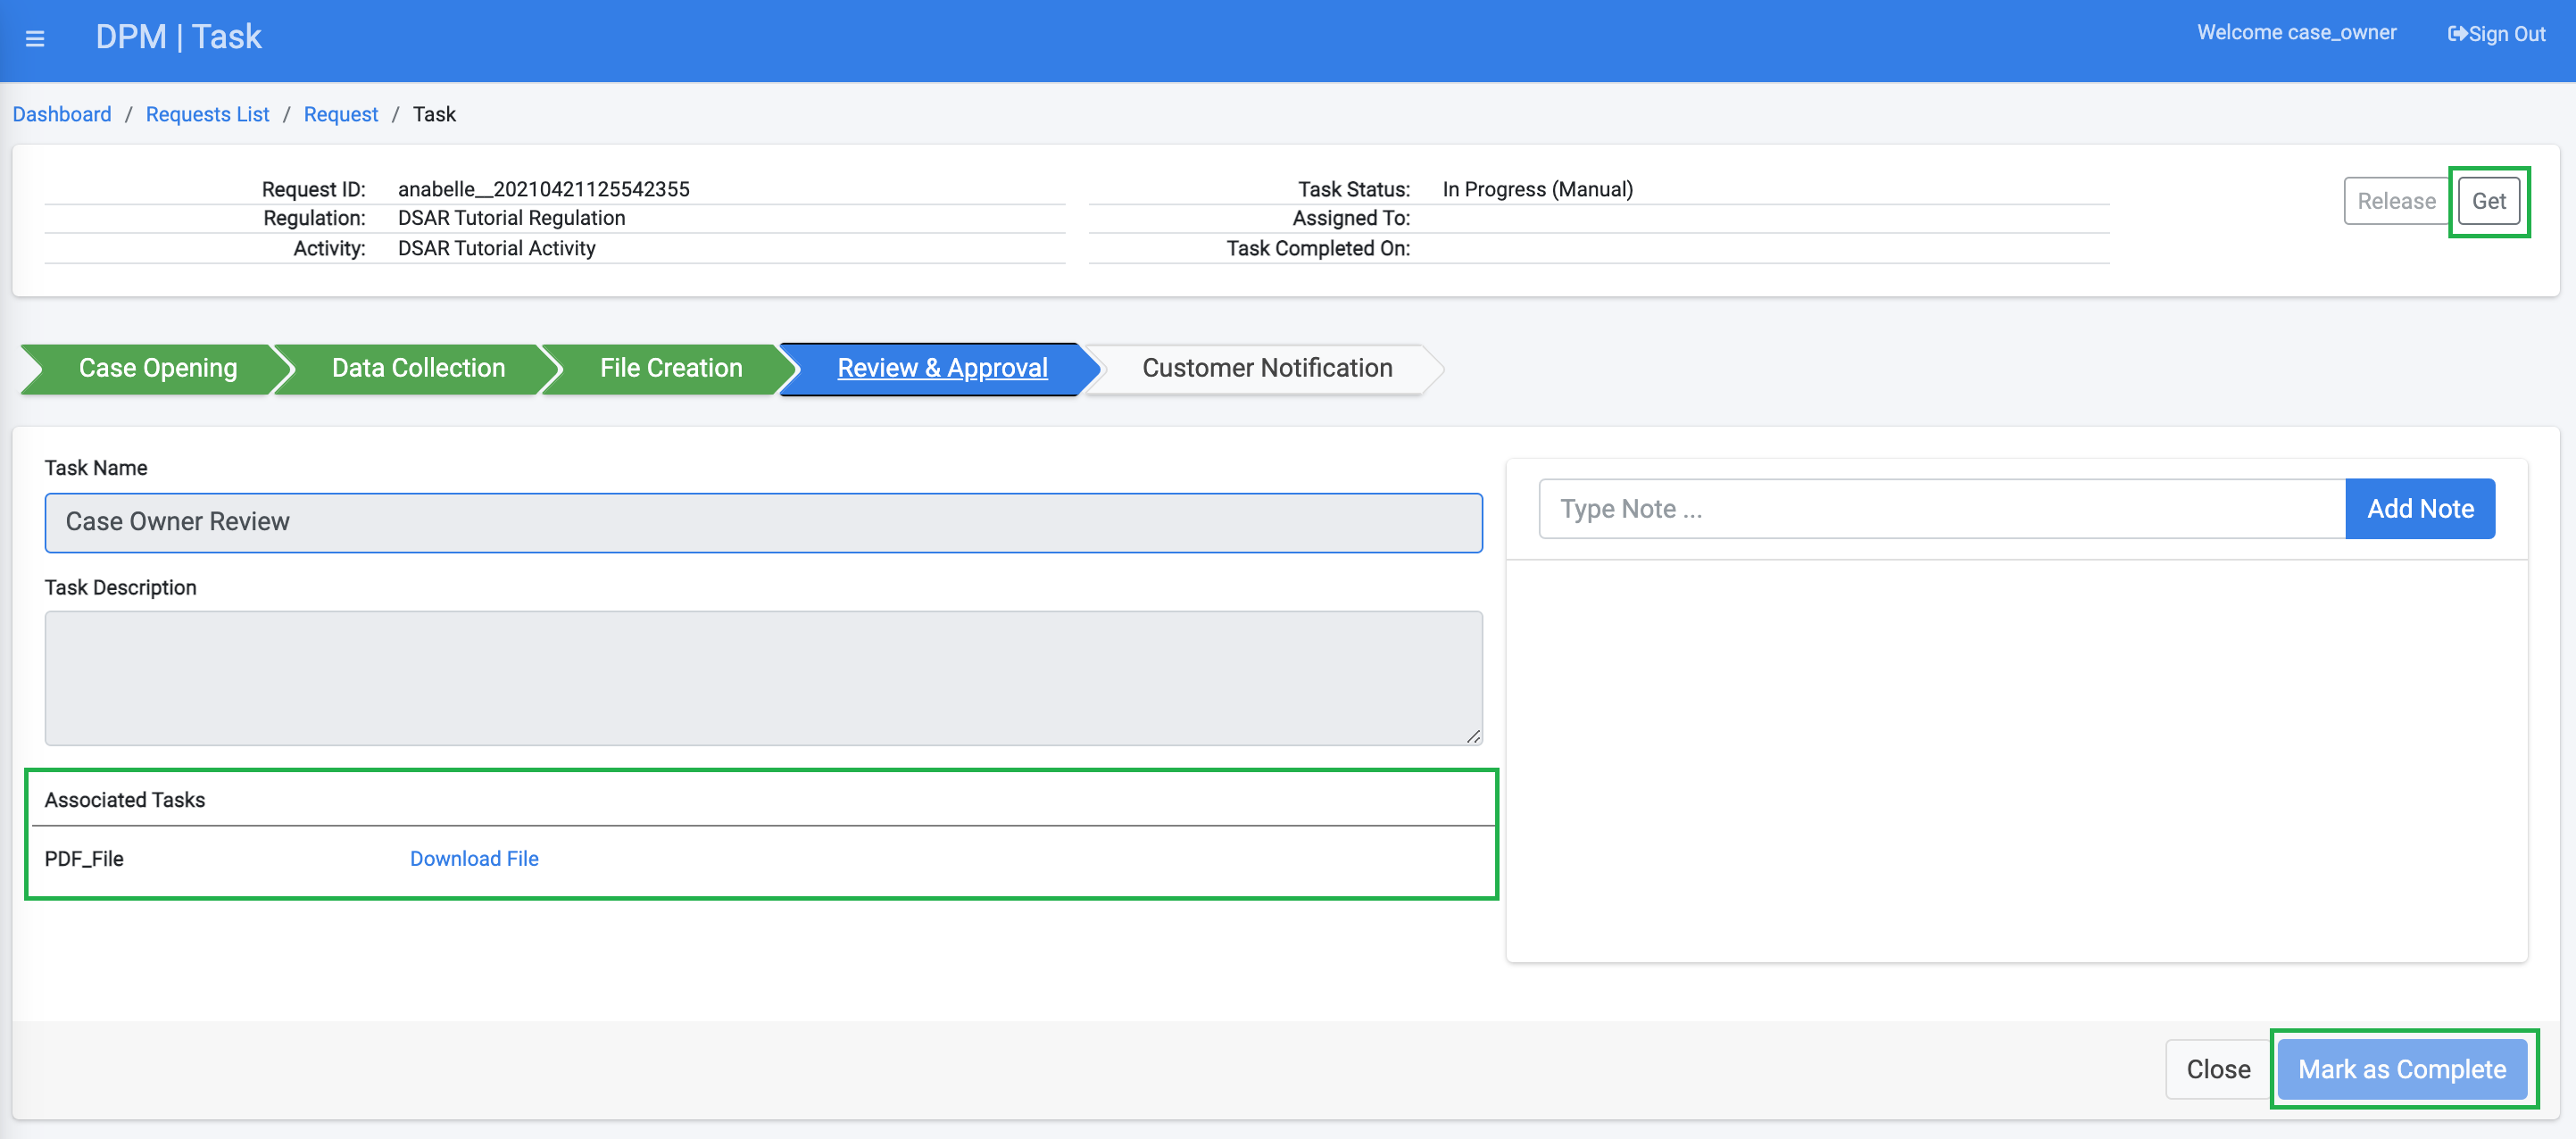 DPM | Task
Welcome case_owner
Sign Out
Dashboard / Requests List / Request / Task
Request ID: anabelle__20210421125542355
Regulation: DSAR Tutorial Regulation
Activity: DSAR Tutorial Activity
Task Status: In Progress (Manual)
Assigned To:
Task Completed On:
Release
Get
Case Opening
Data Collection
File Creation
Review & Approval
Customer Notification
Task Name
Case Owner Review
Task Description
Associated Tasks
PDF_File Download File
Type Note ...
Add Note
Close
Mark as Complete